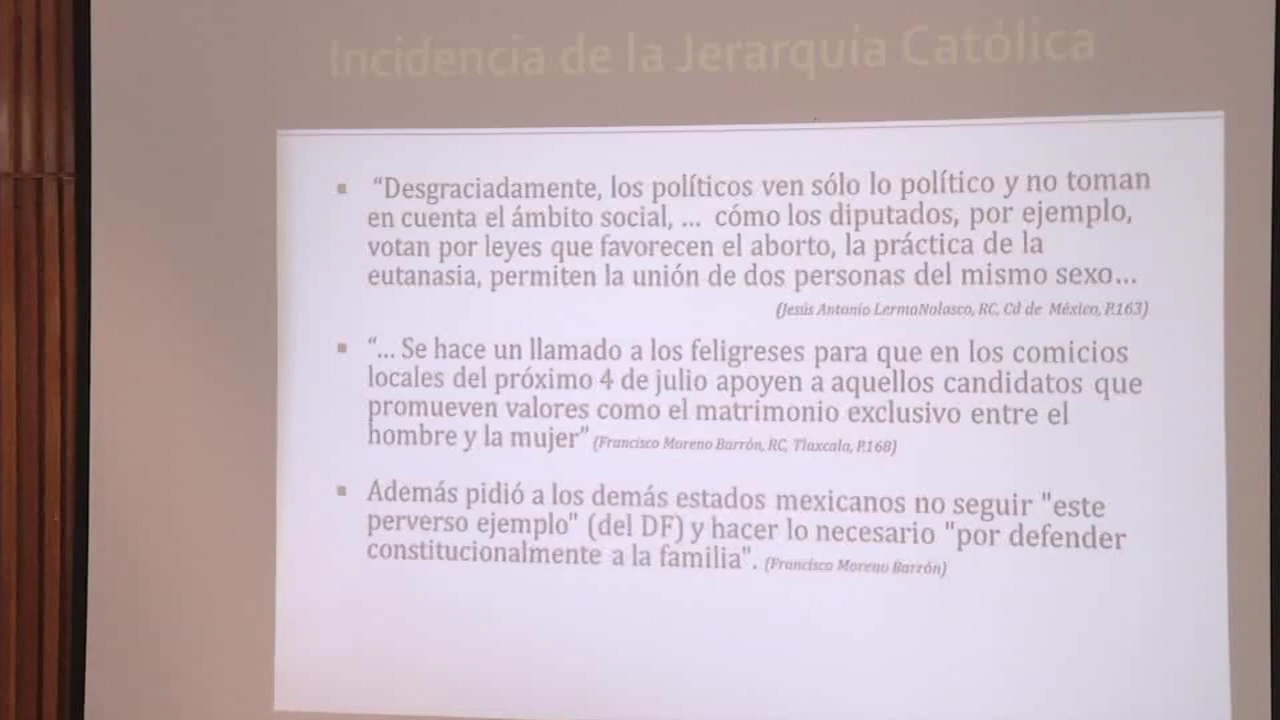 Incidencia de la Jerarquía Católica
▪ “Desgraciadamente, los políticos ven sólo lo político y no toman
en cuenta el ámbito social, ... cómo los diputados, por ejemplo,
votan por leyes que favorecen el aborto, la práctica de la
eutanasia, permiten la unión de dos personas del mismo sexo...
(Jesús Antonio LermaNolasco, RC, Cd de México, P.163)
▪ “... Se hace un llamado a los feligreses para que en los comicios
locales del próximo 4 de julio apoyen a aquellos candidatos que
promueven valores como el matrimonio exclusivo entre el
hombre y la mujer” (Francisco Moreno Barrón, RC, Tlaxcala, P.168)
▪ Además pidió a los demás estados mexicanos no seguir "este
perverso ejemplo" (del DF) y hacer lo necesario "por defender
constitucionalmente a la familia". (Francisco Moreno Barrón)